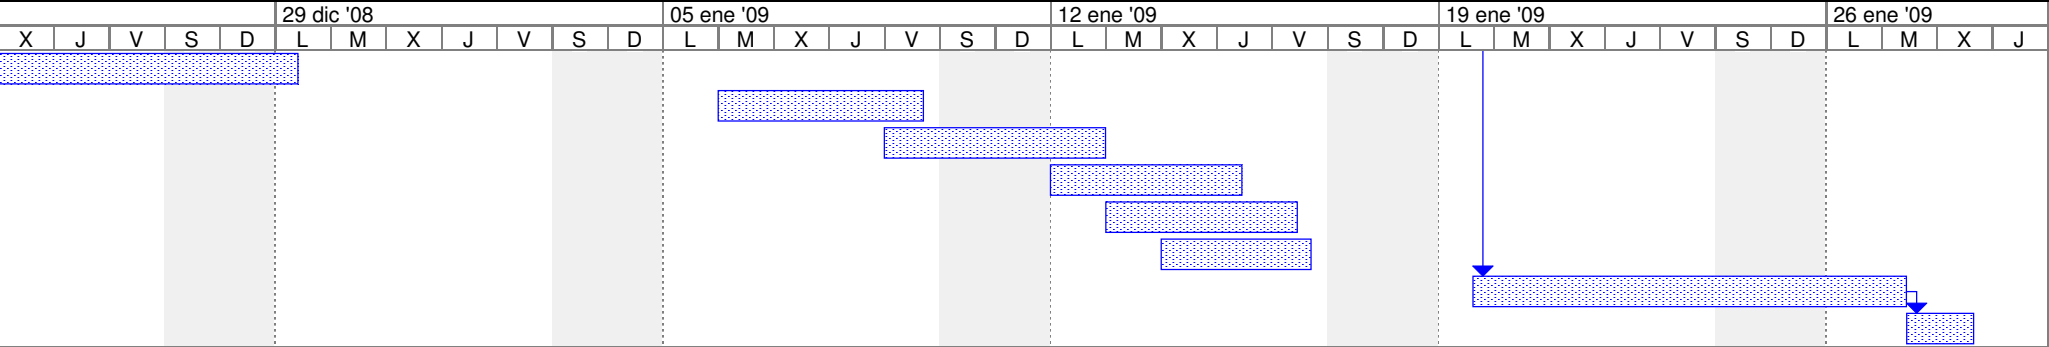 29 dic '08 05 ene '09 12 ene '09 19 ene '09 26 ene '09
X J V S D L M X J V S D L M X J V S D L M X J V S D L M X J V S D L M X J